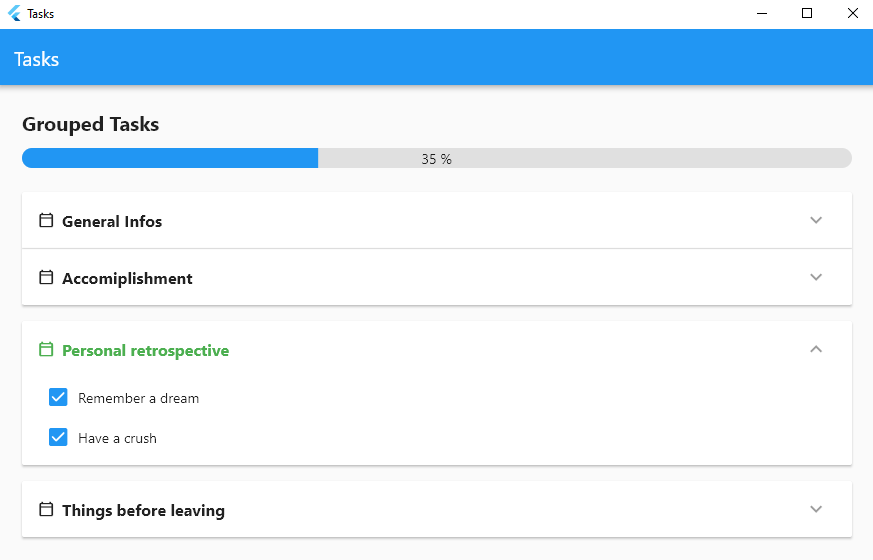 Tasks
Tasks
Grouped Tasks
35 %
General Infos
Accomiplishment
Personal retrospective
Remember a dream
Have a crush
Things before leaving